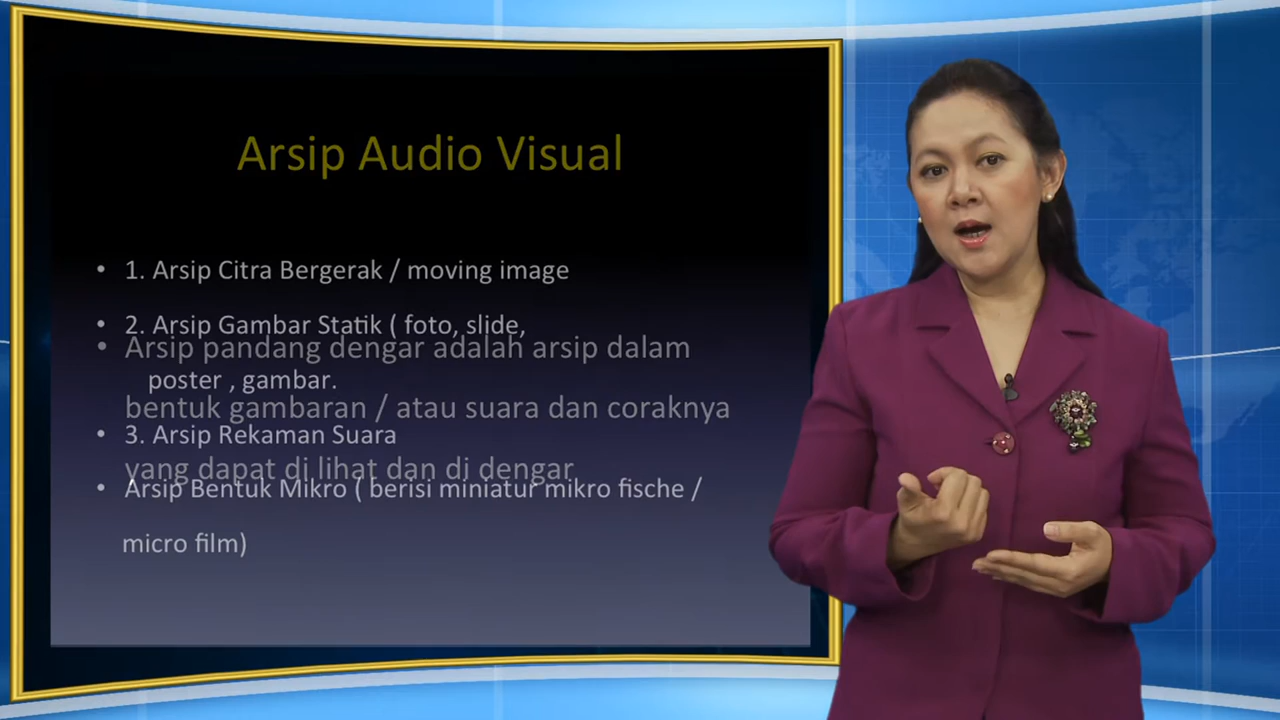 Arsip Audio Visual
• 1. Arsip Citra Bergerak / moving image
• 2. Arsip Gambar Statik ( foto, slide,
poster , gambar.
• 3. Arsip Rekaman Suara
• Arsip Bentuk Mikro ( berisi miniatur mikro fische /
micro film)
• Arsip pandang dengar adalah arsip dalam
bentuk gambaran / atau suara dan coraknya
yang dapat di lihat dan di dengar